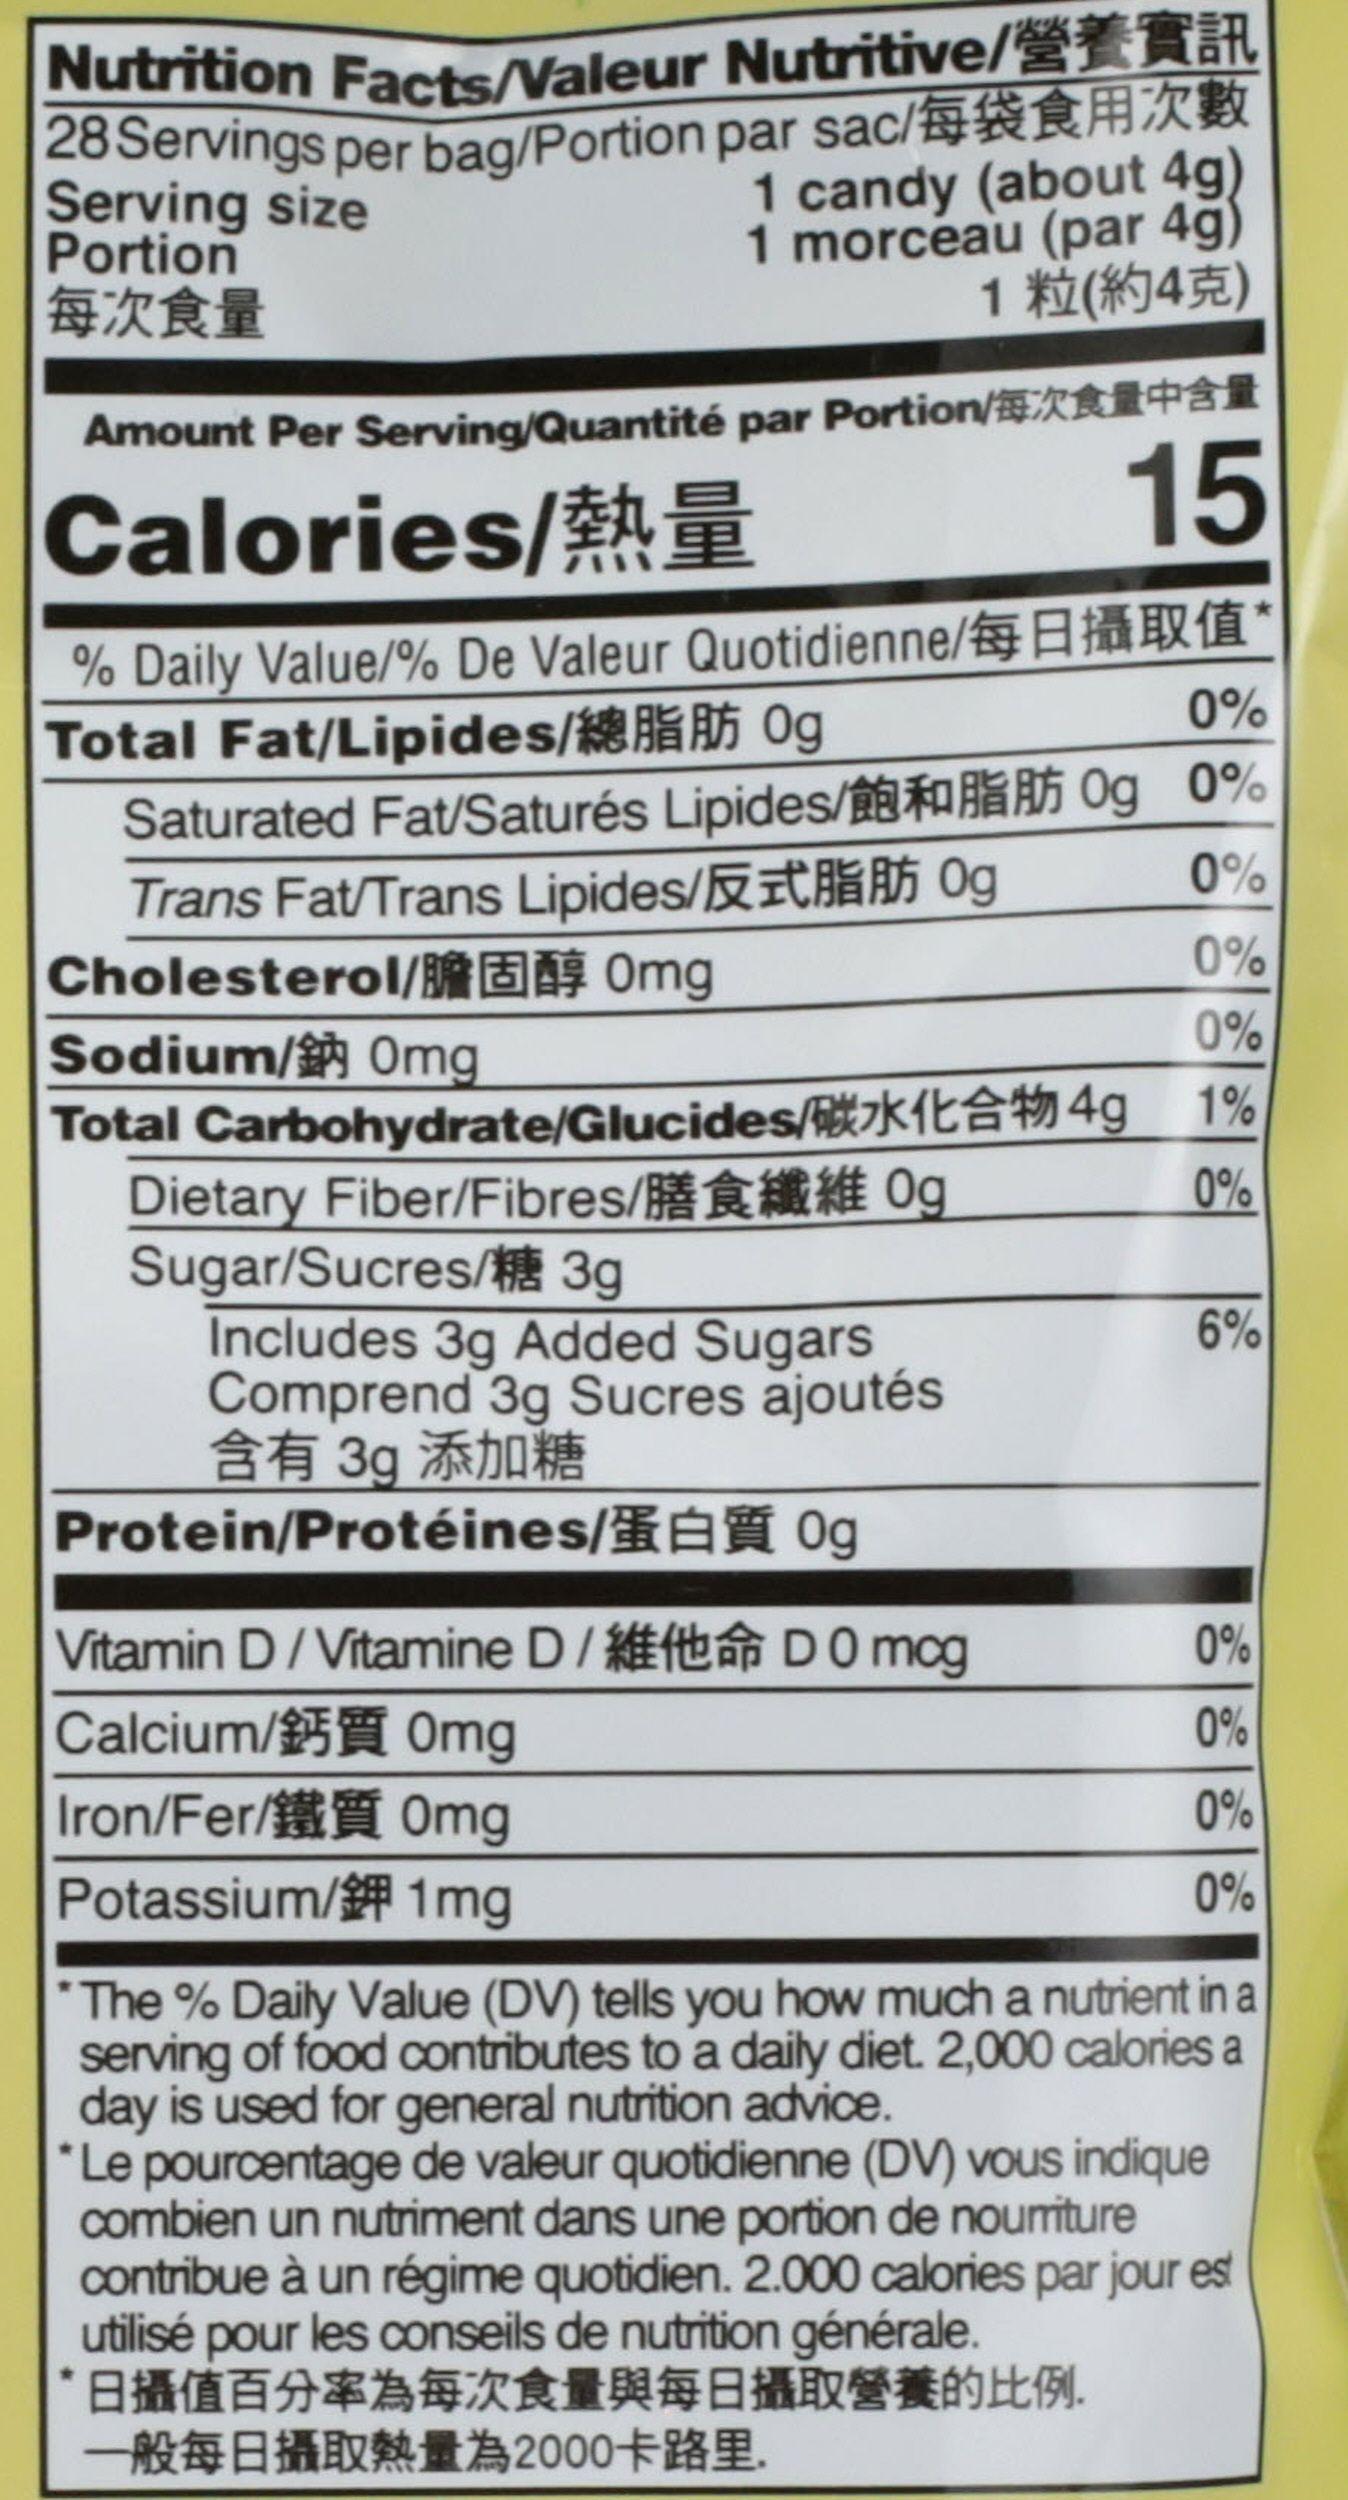 Nutrition Facts/Valeur Nutritive/營養實訊
28 Servings per bag/Portion par sac/每袋食用次數
Serving size 1 candy (about 4g)
Portion 1 morceau (par 4g)
每次食量 1 粒(約4克)
Amount Per Serving/Quantité par Portion/每次食量中含量
Calories/熱量 15
% Daily Value/% De Valeur Quotidienne/每日攝取值*
Total Fat/Lipides/總脂肪 0g 0%
Saturated Fat/Saturés Lipides/飽和脂肪 0g 0%
Trans Fat/Trans Lipides/反式脂肪 0g 0%
Cholesterol/膽固醇 0mg 0%
Sodium/鈉 0mg 0%
Total Carbohydrate/Glucides/碳水化合物 4g 1%
Dietary Fiber/Fibres/膳食纖維 0g 0%
Sugar/Sucres/糖 3g
Includes 3g Added Sugars 6%
Comprend 3g Sucres ajoutés
含有 3g 添加糖
Protein/Protéines/蛋白質 0g
Vitamin D / Vitamine D / 維他命 D 0 mcg 0%
Calcium/鈣質 0mg 0%
Iron/Fer/鐵質 0mg 0%
Potassium/鉀 1mg 0%
* The % Daily Value (DV) tells you how much a nutrient in a
serving of food contributes to a daily diet. 2,000 calories a
day is used for general nutrition advice.
* Le pourcentage de valeur quotidienne (DV) vous indique
combien un nutriment dans une portion de nourriture
contribue à un régime quotidien. 2.000 calories par jour est
utilisé pour les conseils de nutrition générale.
* 日攝值百分率為每次食量與每日攝取營養的比例.
一般每日攝取熱量為2000卡路里.